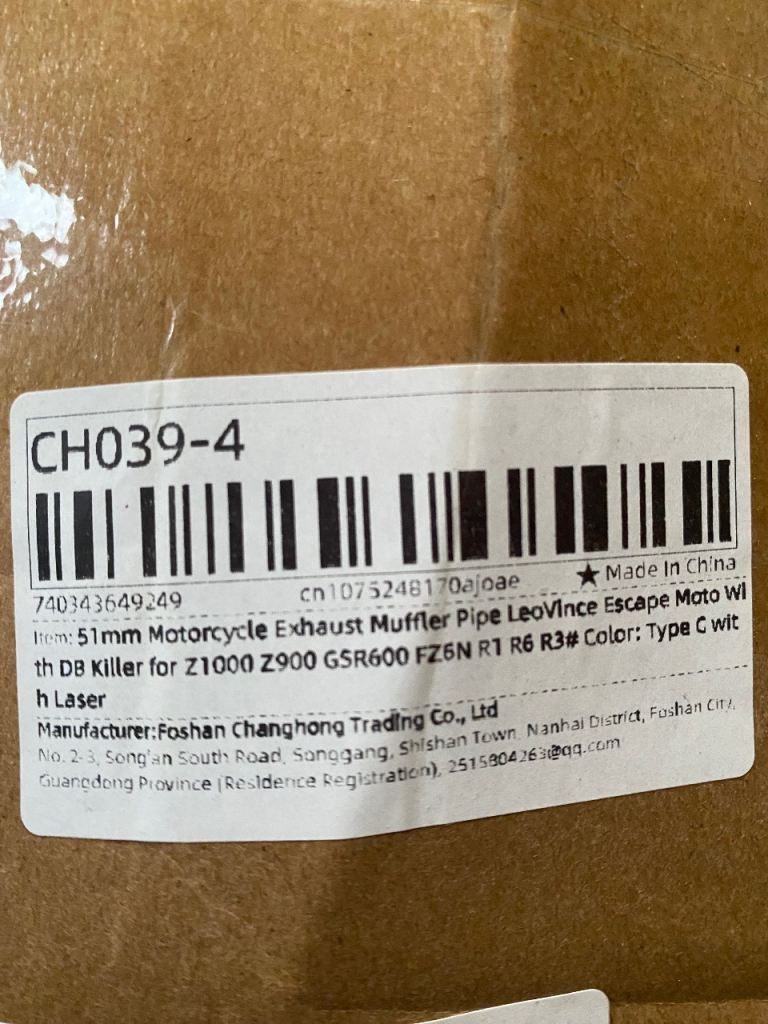 CH039-4
740343649249 cn1075248170ajoae ★ Made In China
Item: 51mm Motorcycle Exhaust Muffler Pipe LeoVince Escape Moto Wi
th DB Killer for Z1000 Z900 GSR600 FZ6N R1 R6 R3# Color: Type C wit
h Laser
Manufacturer:Foshan Changhong Trading Co., Ltd
No. 2-3, Song'an South Road, Songgang, Shishan Town, Nanhai District, Foshan City,
Guangdong Province (Residence Registration), 2515804263@qq.com